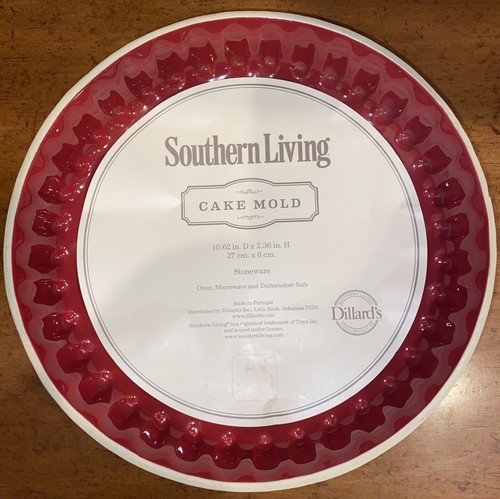 Southern Living
CAKE MOLD
10.62 in. D x 2.36 in. H
27 cm. x 6 cm.
Stoneware
Oven, Microwave and Dishwasher Safe
Made in Portugal
Distributed by Dillard's Inc., Little Rock, Arkansas 72201
www.dillards.com
Southern Living® is a registered trademark of Time Inc.
and is used under license.
www.southernliving.com
Dillard's